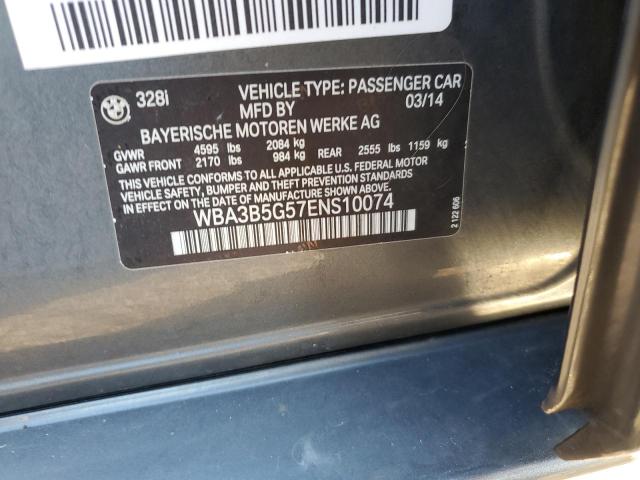 328I VEHICLE TYPE: PASSENGER CAR
MFD BY 03/14
BAYERISCHE MOTOREN WERKE AG
GVWR 4595 lbs 2084 kg
GAWR FRONT 2170 lbs 984 kg REAR 2555 lbs 1159 kg
THIS CAR CONFORMS TO ALL APPLICABLE U.S. FEDERAL MOTOR
VEHICLE SAFETY, BUMPER, AND THEFT PREVENTION STANDARDS
IN EFFECT ON THE DATE OF MANUFACTURE SHOWN ABOVE.
WBA3B5G57ENS10074
2 122 606